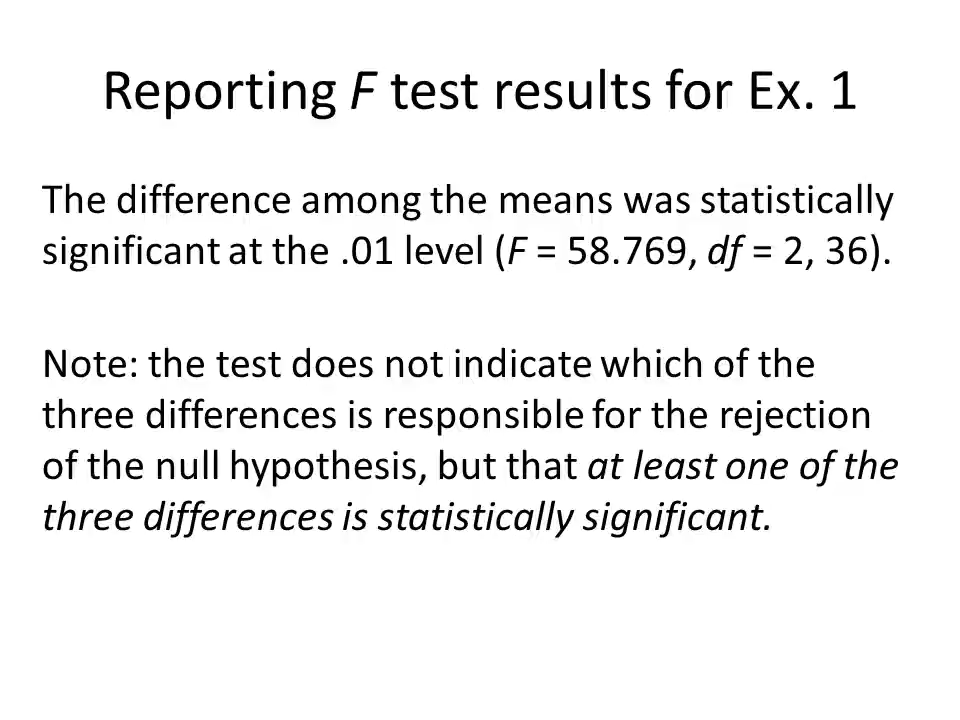 Reporting F test results for Ex. 1
The difference among the means was statistically
significant at the .01 level (F = 58.769, df = 2, 36).
Note: the test does not indicate which of the
three differences is responsible for the rejection
of the null hypothesis, but that at least one of the
three differences is statistically significant.